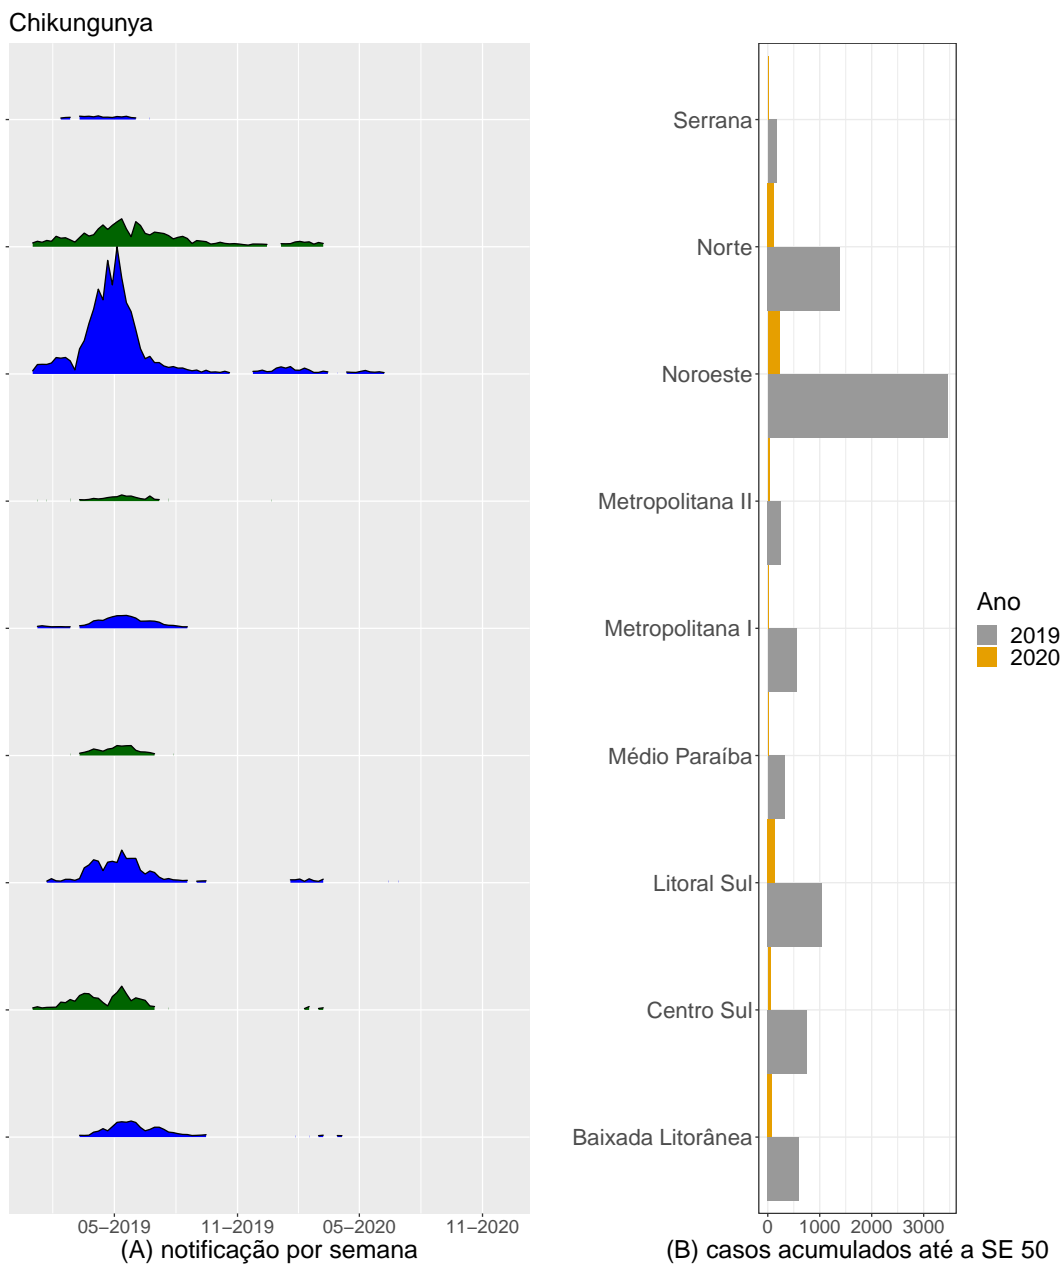 Chikungunya
Serrana
Norte
Noroeste
Metropolitana II
Metropolitana I
Médio Paraíba
Litoral Sul
Centro Sul
Baixada Litorânea
Ano
2019
2020
05−2019 11−2019 05−2020 11−2020
0 1000 2000 3000
(A) notificação por semana
(B) casos acumulados até a SE 50